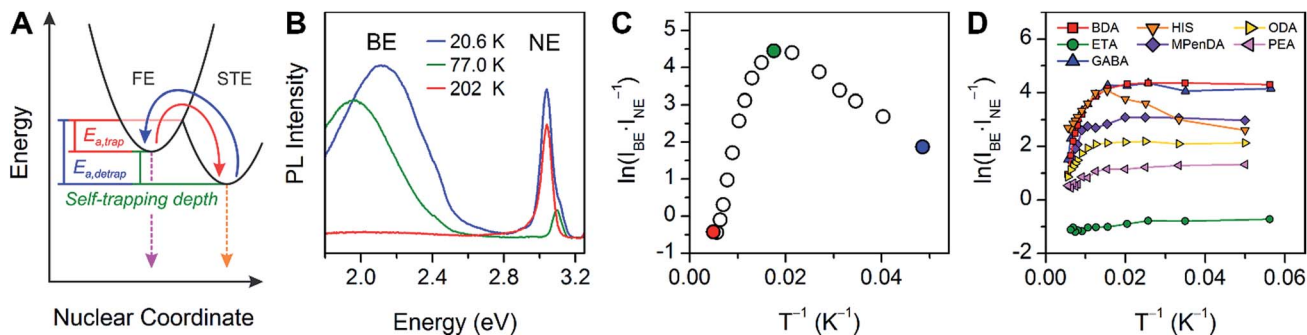 A
Energy
FE
STE
E_a,trap
E_a,detrap
Self-trapping depth
Nuclear Coordinate
B
PL Intensity
BE
NE
20.6 K
77.0 K
202 K
1.8 2.0 2.4 2.8 3.2
Energy (eV)
C
ln(I_BE·I_NE⁻¹)
5
4
3
2
1
0
-1
0.00 0.02 0.04
T⁻¹ (K⁻¹)
D
ln(I_BE·I_NE⁻¹)
6
4
2
0
-2
BDA HIS ODA
ETA MPenDA PEA
GABA
0.00 0.02 0.04 0.06
T⁻¹ (K⁻¹)